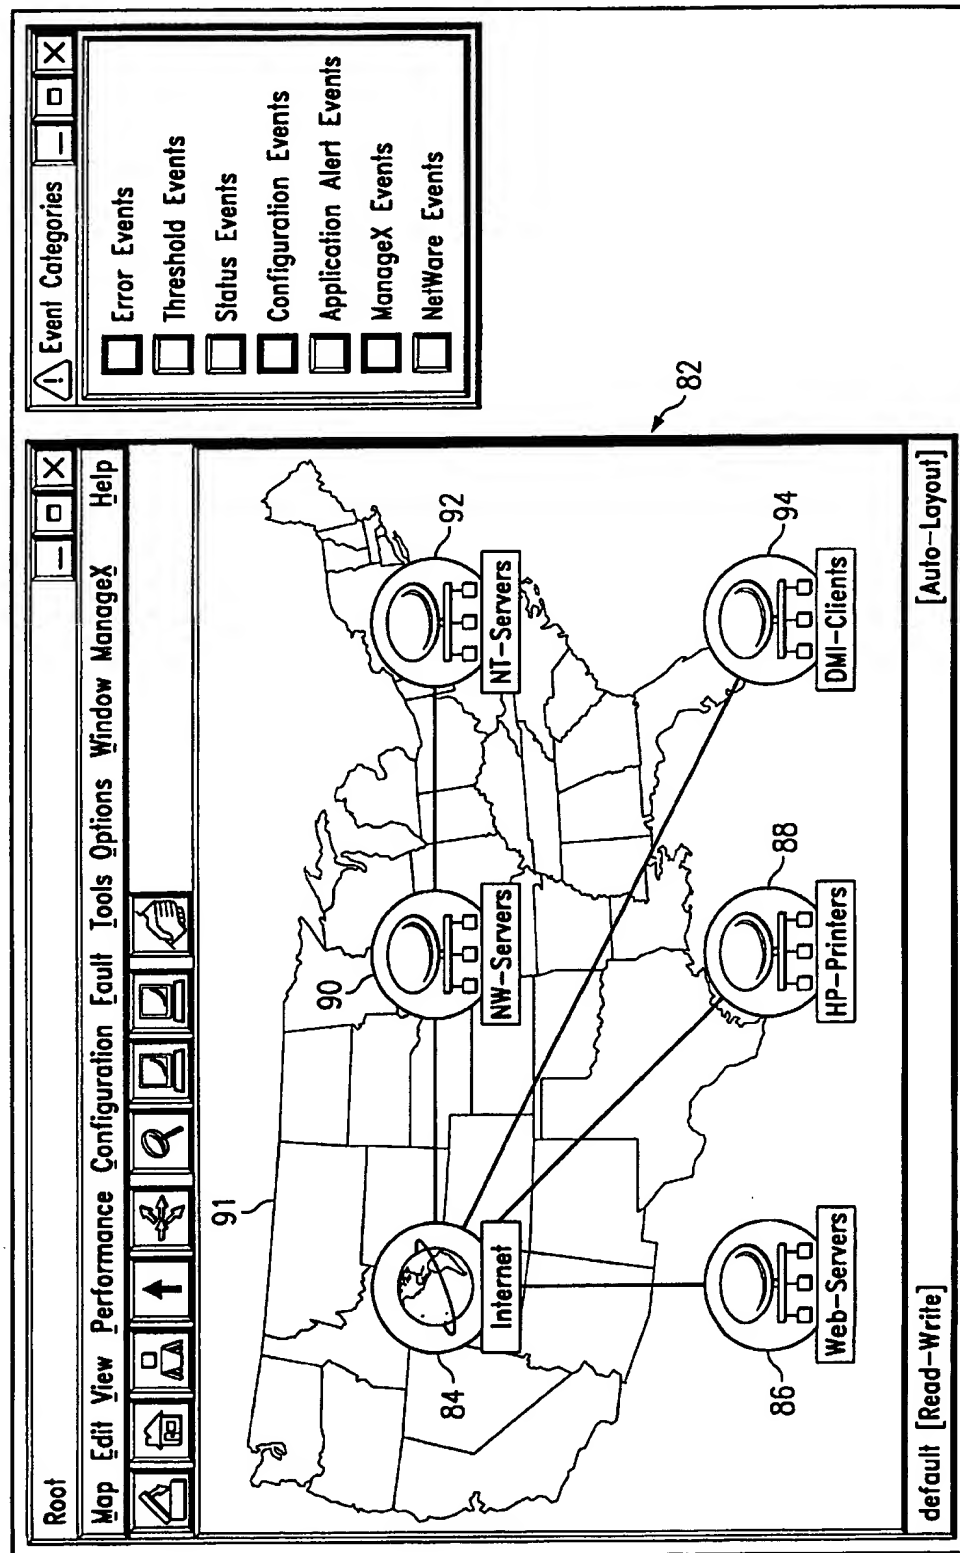 Root
Map Edit View Performance Configuration Fault Tools Options Window ManageX Help
91
84
Internet
90
NW-Servers
92
NT-Servers
86
Web-Servers
88
HP-Printers
94
DMI-Clients
default [Read-Write]
[Auto-Layout]
82
Event Categories
Error Events
Threshold Events
Status Events
Configuration Events
Application Alert Events
ManageX Events
NetWare Events